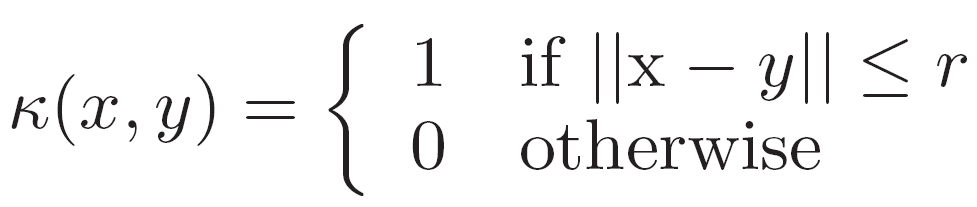 κ(x, y) = { 1 if ||x − y|| ≤ r
0 otherwise